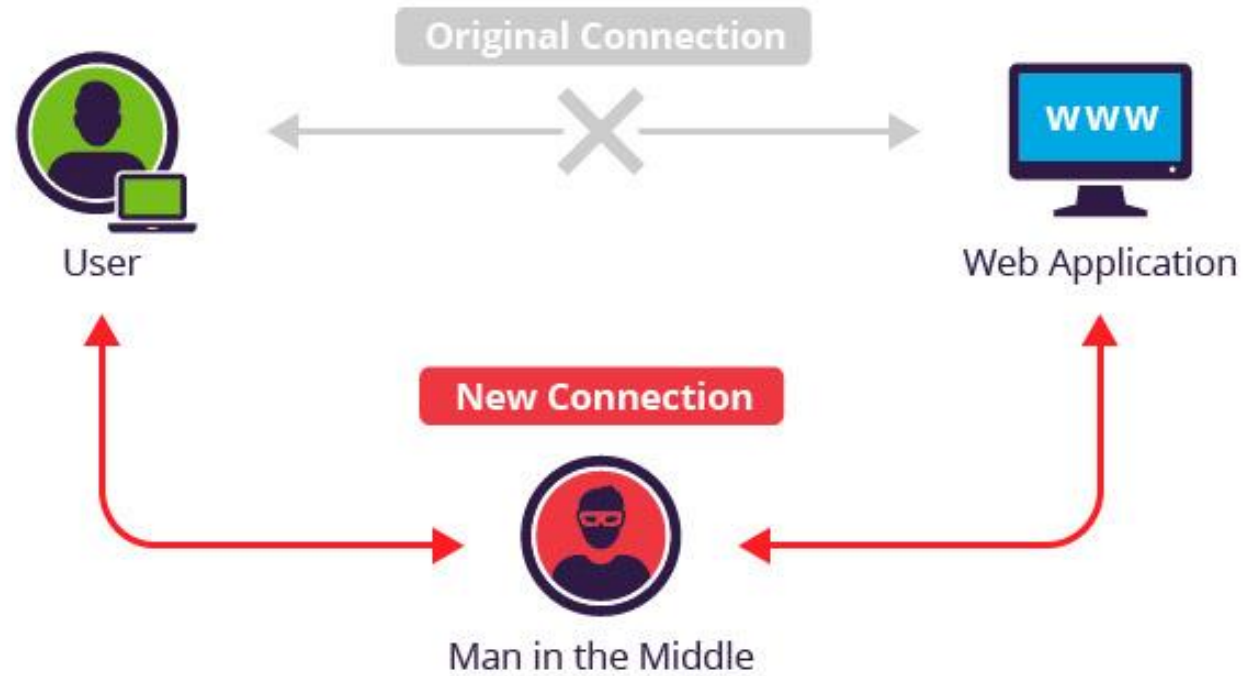 Original Connection
www
User
Web Application
New Connection
Man in the Middle